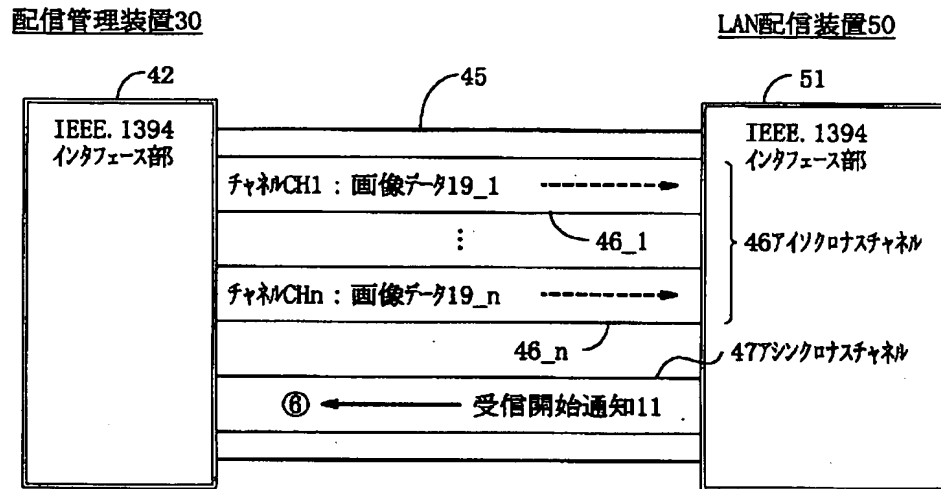 配信管理装置30
LAN配信装置50
42
45
51
IEEE. 1394
インタフェース部
IEEE. 1394
インタフェース部
チャネルCH1：画像データ19_1
46_1
⋮
46アイソクロナスチャネル
チャネルCHn：画像データ19_n
46_n
47アシンクロナスチャネル
⑥
受信開始通知11